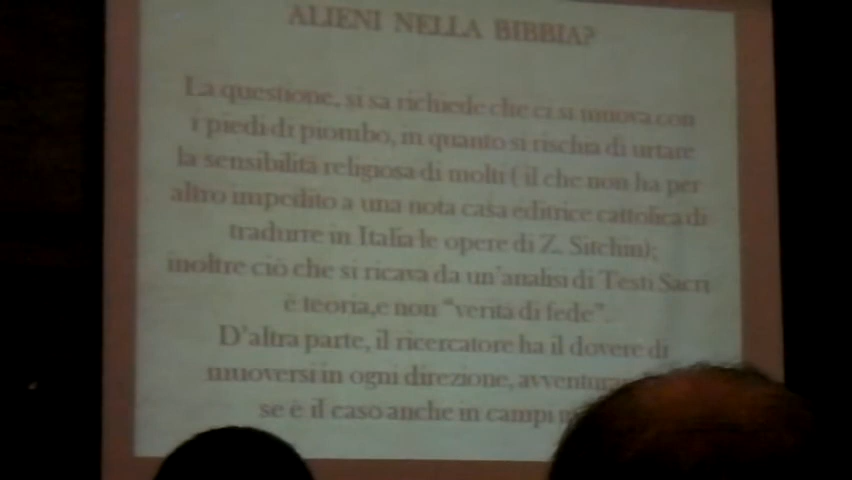 ALIENI NELLA BIBBIA?
La questione, si sa richiede che ci si muova con
i piedi di piombo, in quanto si rischia di urtare
la sensibilità religiosa di molti ( il che non ha per
altro impedito a una nota casa editrice cattolica di
tradurre in Italia le opere di Z. Sitchin);
inoltre ciò che si ricava da un'analisi di Testi Sacri
è teoria,e non "verità di fede".
D'altra parte, il ricercatore ha il dovere di
muoversi in ogni direzione,
se è il caso anche in campi